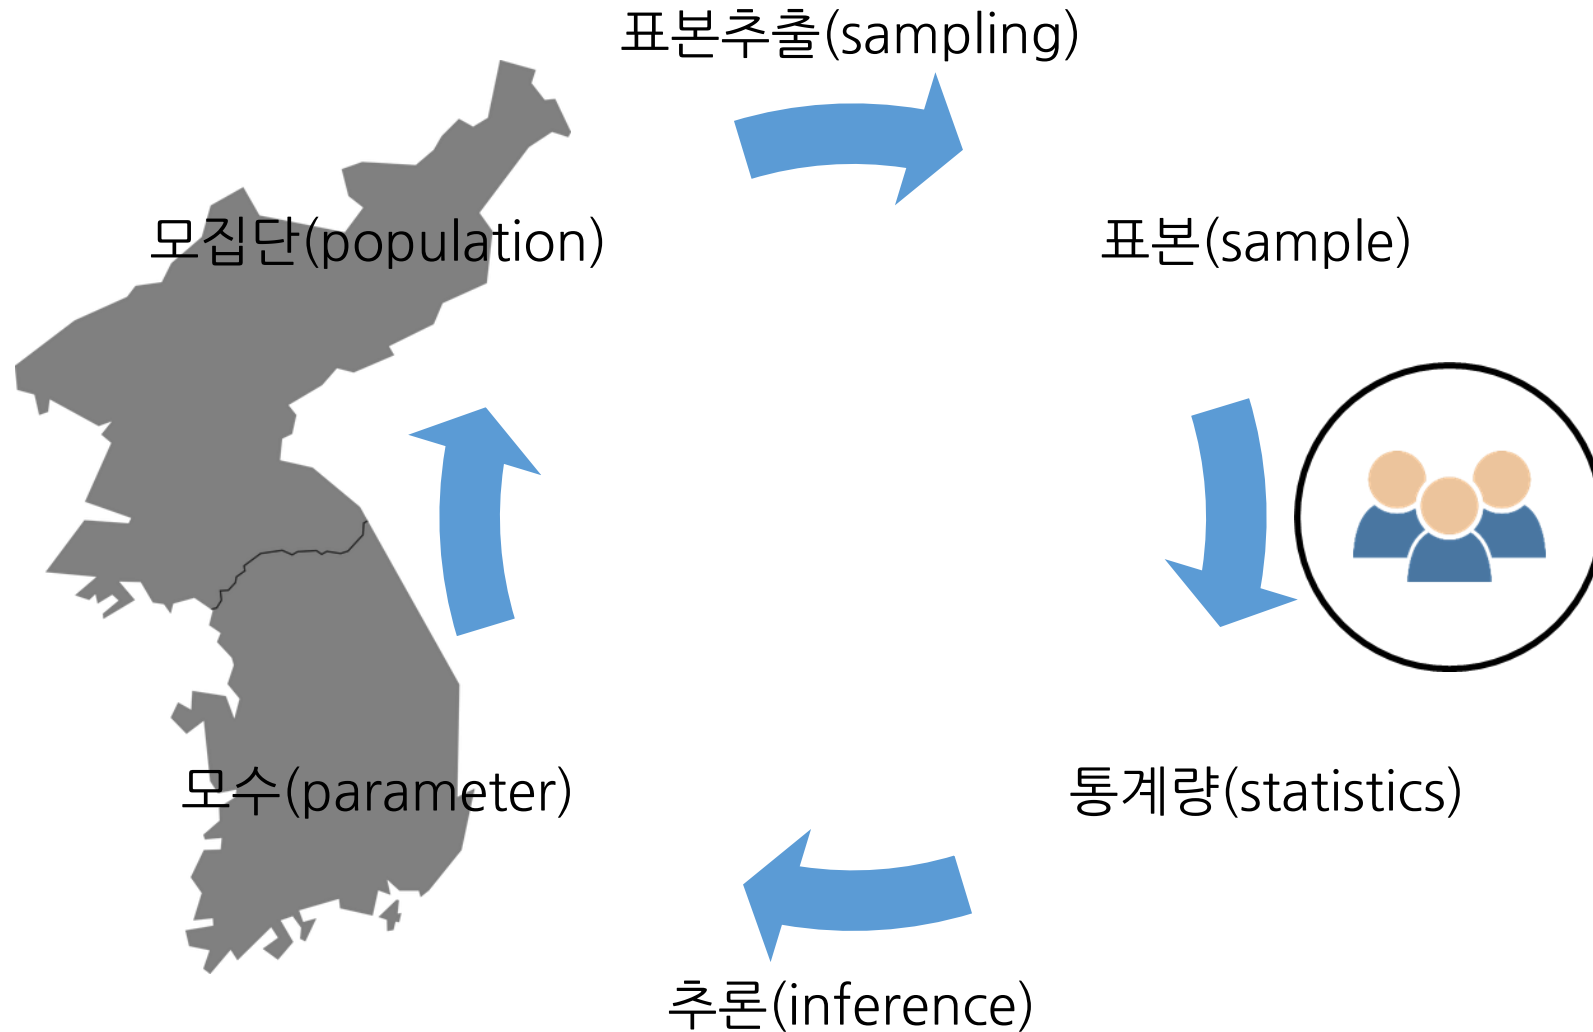 표본추출(sampling)
모집단(population)
표본(sample)
모수(parameter)
통계량(statistics)
추론(inference)